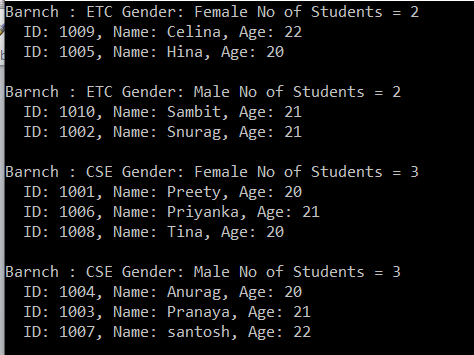 Barnch : ETC Gender: Female No of Students = 2
ID: 1009, Name: Celina, Age: 22
ID: 1005, Name: Hina, Age: 20
Barnch : ETC Gender: Male No of Students = 2
ID: 1010, Name: Sambit, Age: 21
ID: 1002, Name: Snurag, Age: 21
Barnch : CSE Gender: Female No of Students = 3
ID: 1001, Name: Preety, Age: 20
ID: 1006, Name: Priyanka, Age: 21
ID: 1008, Name: Tina, Age: 20
Barnch : CSE Gender: Male No of Students = 3
ID: 1004, Name: Anurag, Age: 20
ID: 1003, Name: Pranaya, Age: 21
ID: 1007, Name: santosh, Age: 22